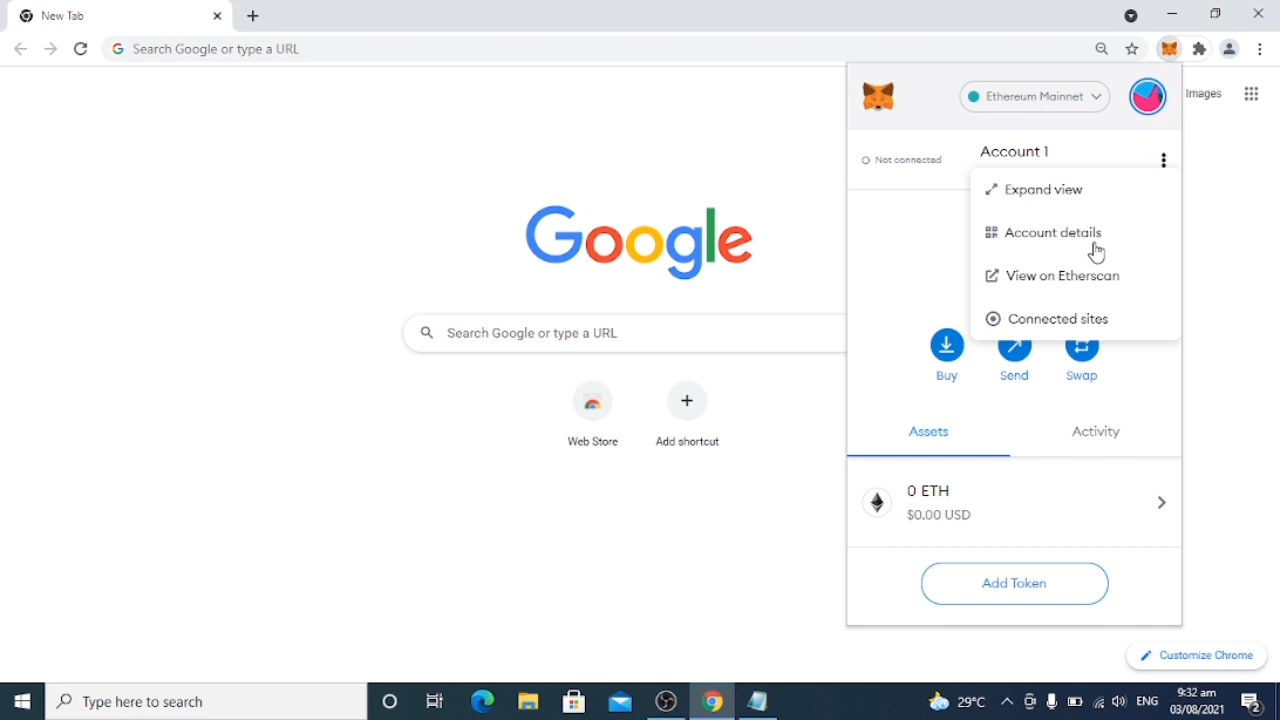 New Tab
Search Google or type a URL
Ethereum Mainnet
Images
Not connected
Account 1
Expand view
Account details
View on Etherscan
Connected sites
Google
Search Google or type a URL
Buy
Send
Swap
Web Store
Add shortcut
Assets
Activity
0 ETH
$0.00 USD
Add Token
Customize Chrome
Type here to search
29°C
ENG
9:32 am
03/08/2021
2